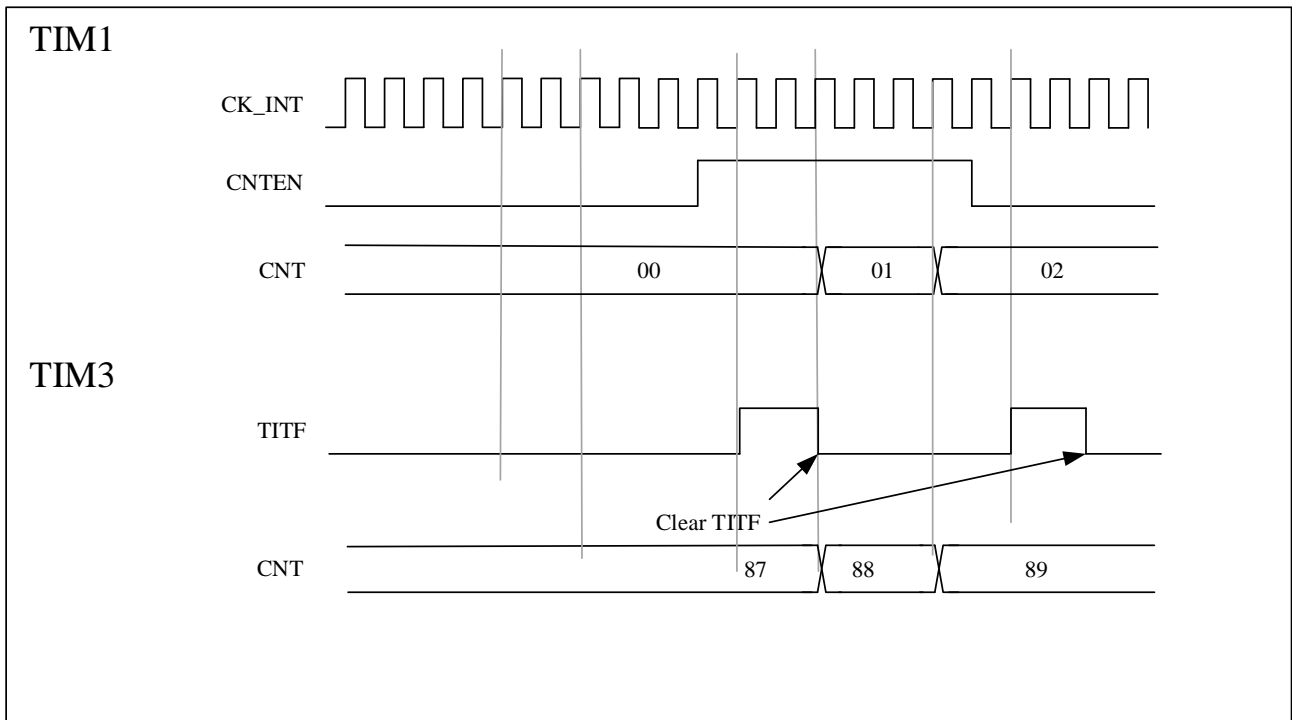 TIM1
CK_INT
CNTEN
CNT 00 01 02
TIM3
TITF
Clear TITF
CNT 87 88 89